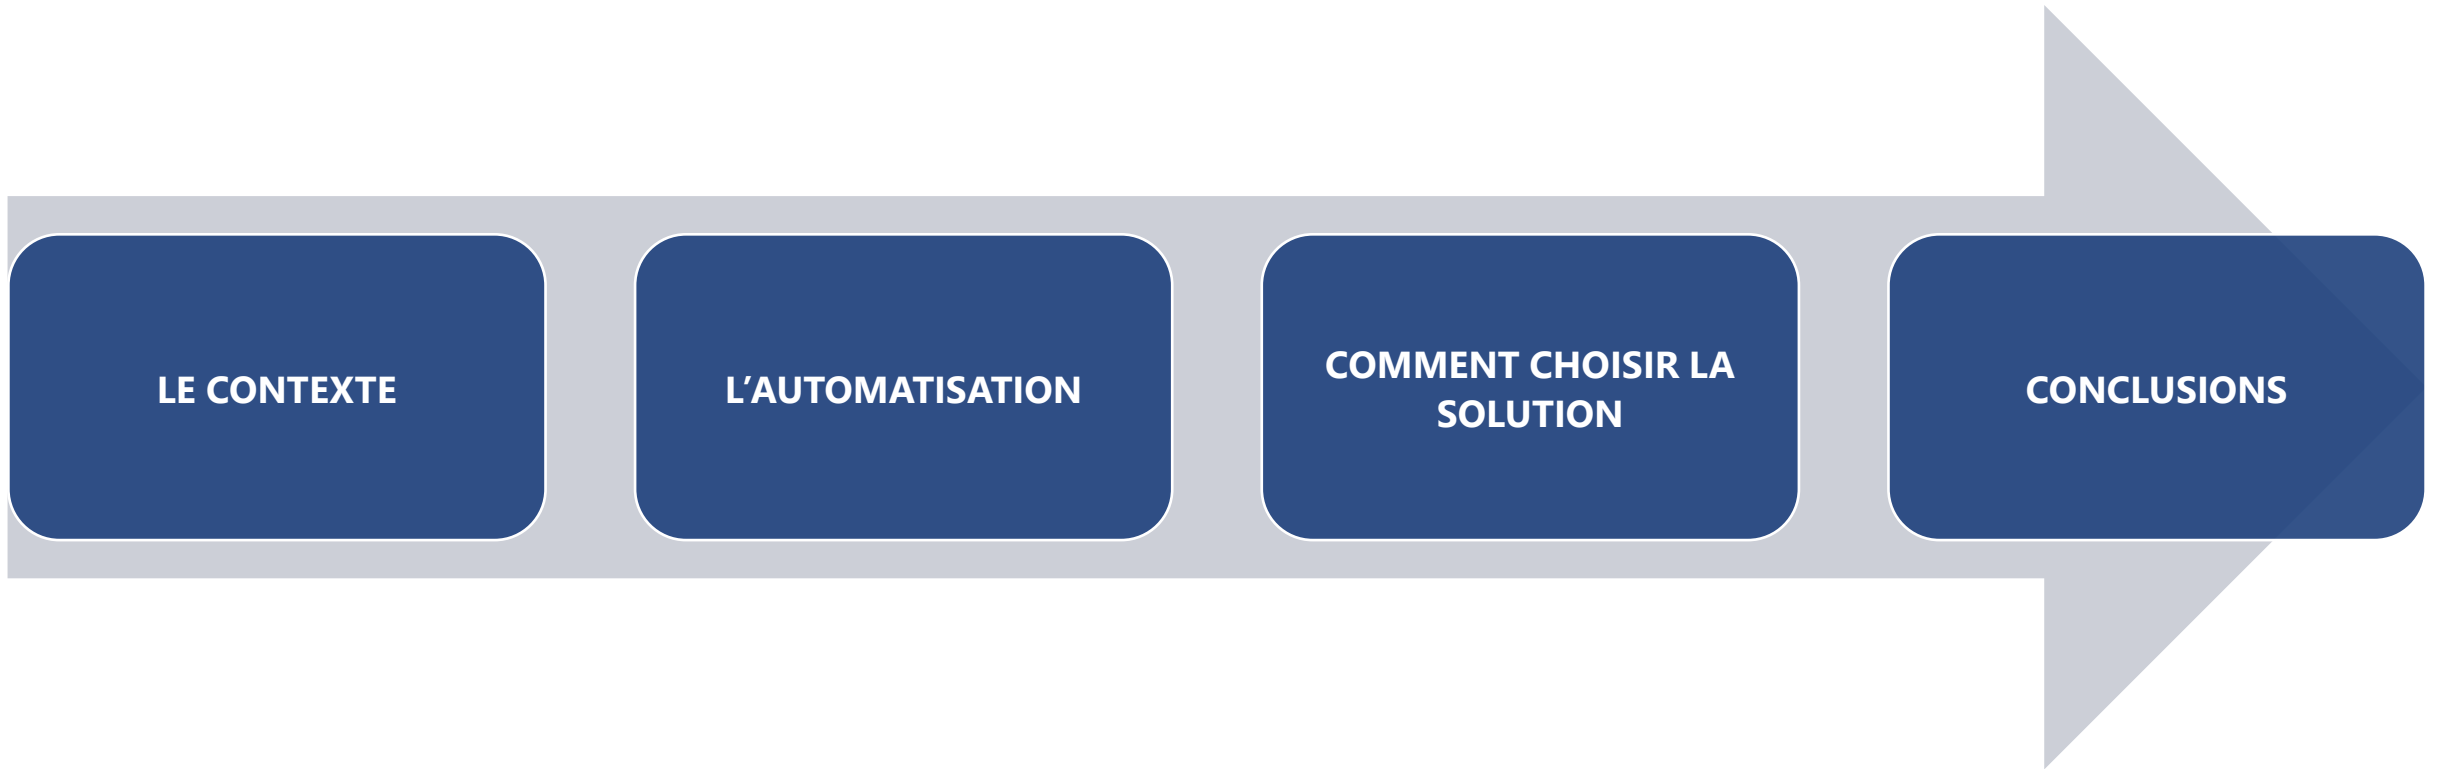 LE CONTEXTE
L’AUTOMATISATION
COMMENT CHOISIR LA
SOLUTION
CONCLUSIONS